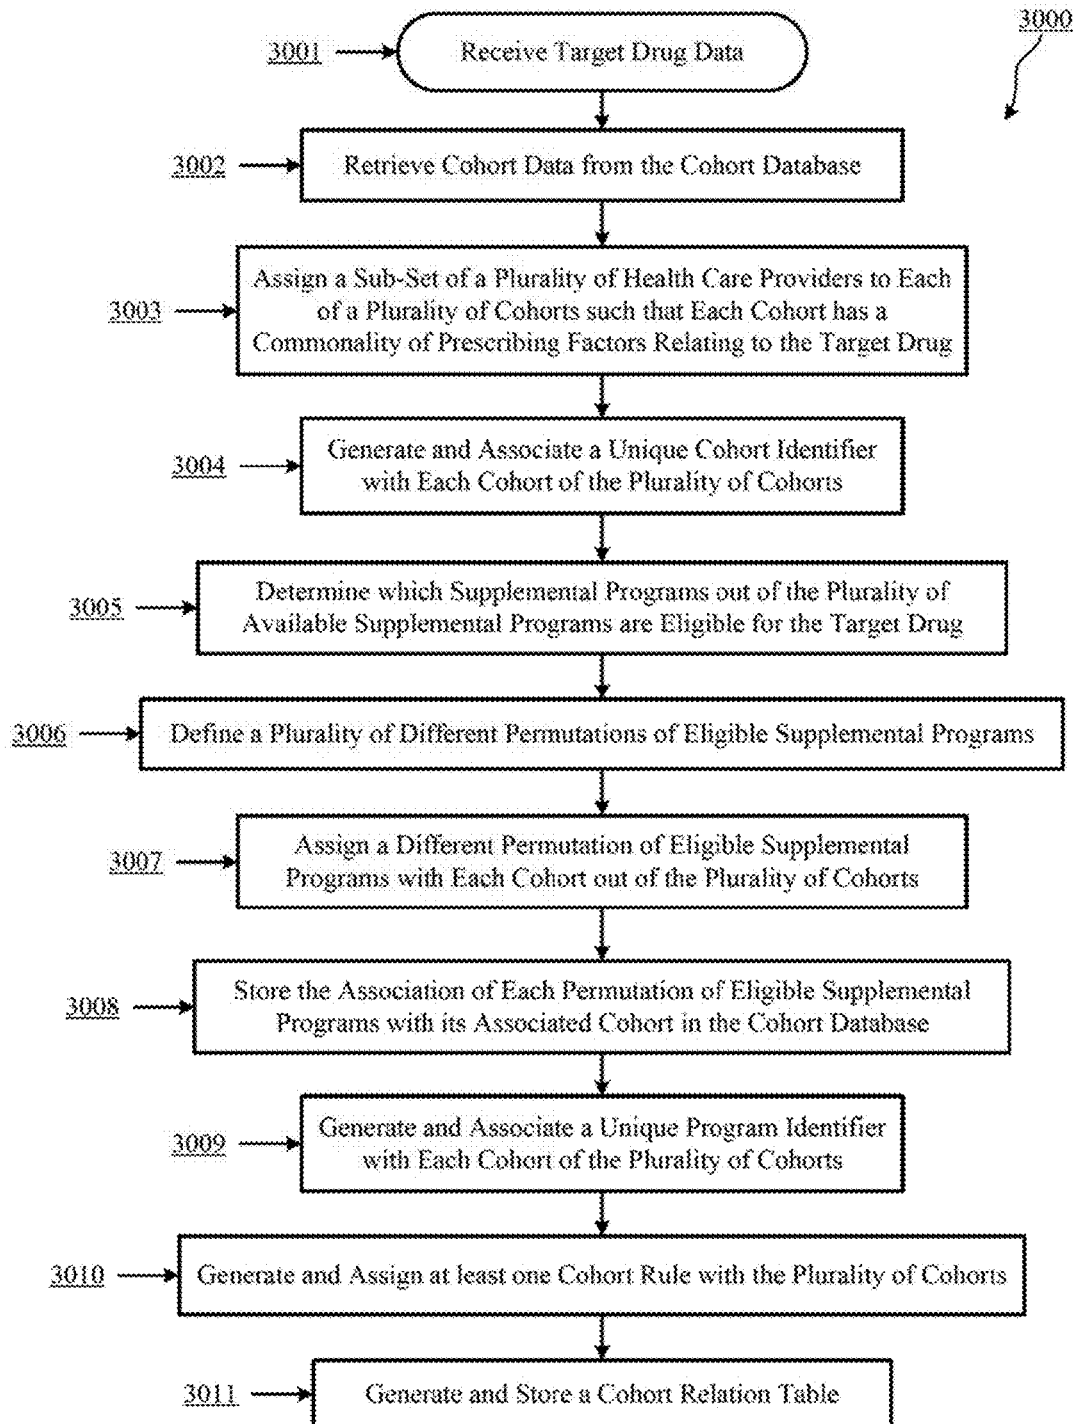 3000
3001
Receive Target Drug Data
3002
Retrieve Cohort Data from the Cohort Database
3003
Assign a Sub-Set of a Plurality of Health Care Providers to Each
of a Plurality of Cohorts such that Each Cohort has a
Commonality of Prescribing Factors Relating to the Target Drug
3004
Generate and Associate a Unique Cohort Identifier
with Each Cohort of the Plurality of Cohorts
3005
Determine which Supplemental Programs out of the Plurality of
Available Supplemental Programs are Eligible for the Target Drug
3006
Define a Plurality of Different Permutations of Eligible Supplemental Programs
3007
Assign a Different Permutation of Eligible Supplemental
Programs with Each Cohort out of the Plurality of Cohorts
3008
Store the Association of Each Permutation of Eligible Supplemental
Programs with its Associated Cohort in the Cohort Database
3009
Generate and Associate a Unique Program Identifier
with Each Cohort of the Plurality of Cohorts
3010
Generate and Assign at least one Cohort Rule with the Plurality of Cohorts
3011
Generate and Store a Cohort Relation Table